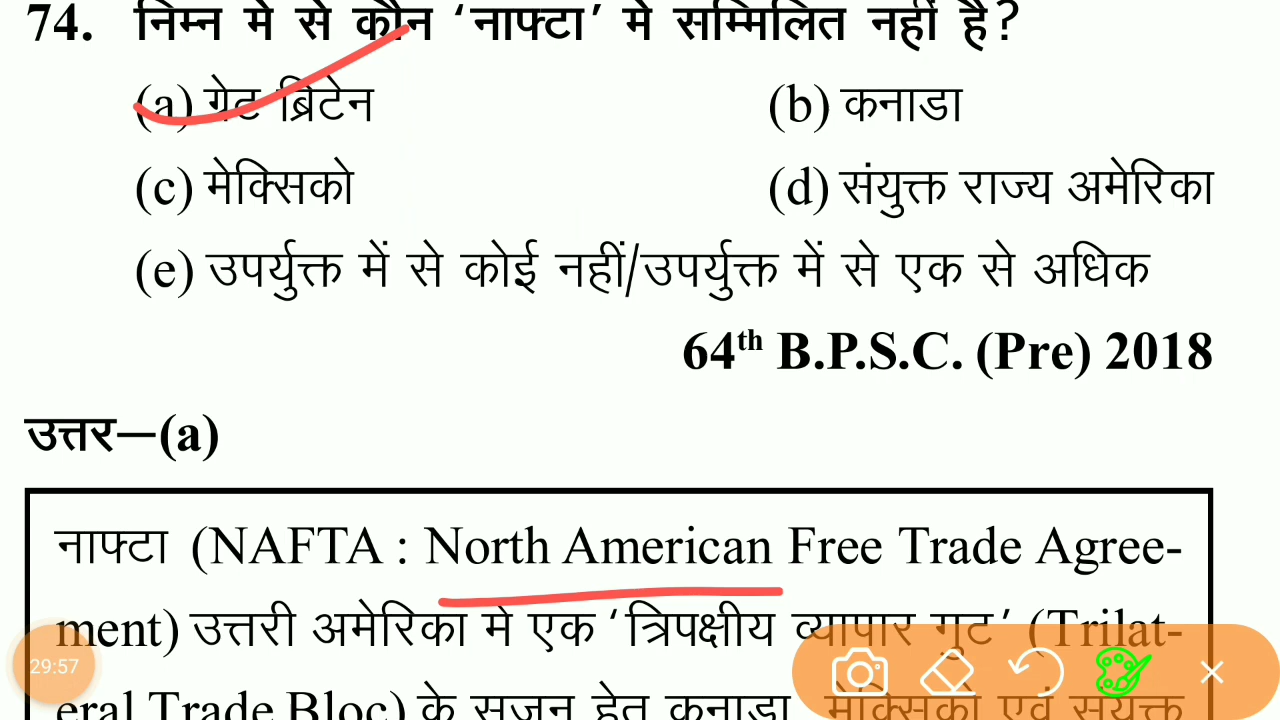 74. निम्न में से कौन ‘नाफ्टा’ में सम्मिलित नहीं है?
(a) ग्रेट ब्रिटेन (b) कनाडा
(c) मेक्सिको (d) संयुक्त राज्य अमेरिका
(e) उपर्युक्त में से कोई नहीं/उपर्युक्त में से एक से अधिक
64th B.P.S.C. (Pre) 2018
उत्तर—(a)
नाफ्टा (NAFTA : North American Free Trade Agree-
ment) उत्तरी अमेरिका में एक ‘त्रिपक्षीय व्यापार गुट’ (Trilat-
29:57
eral Trade Bloc) के सृजन हेतु कनाडा, मेक्सिको एवं संयुक्त